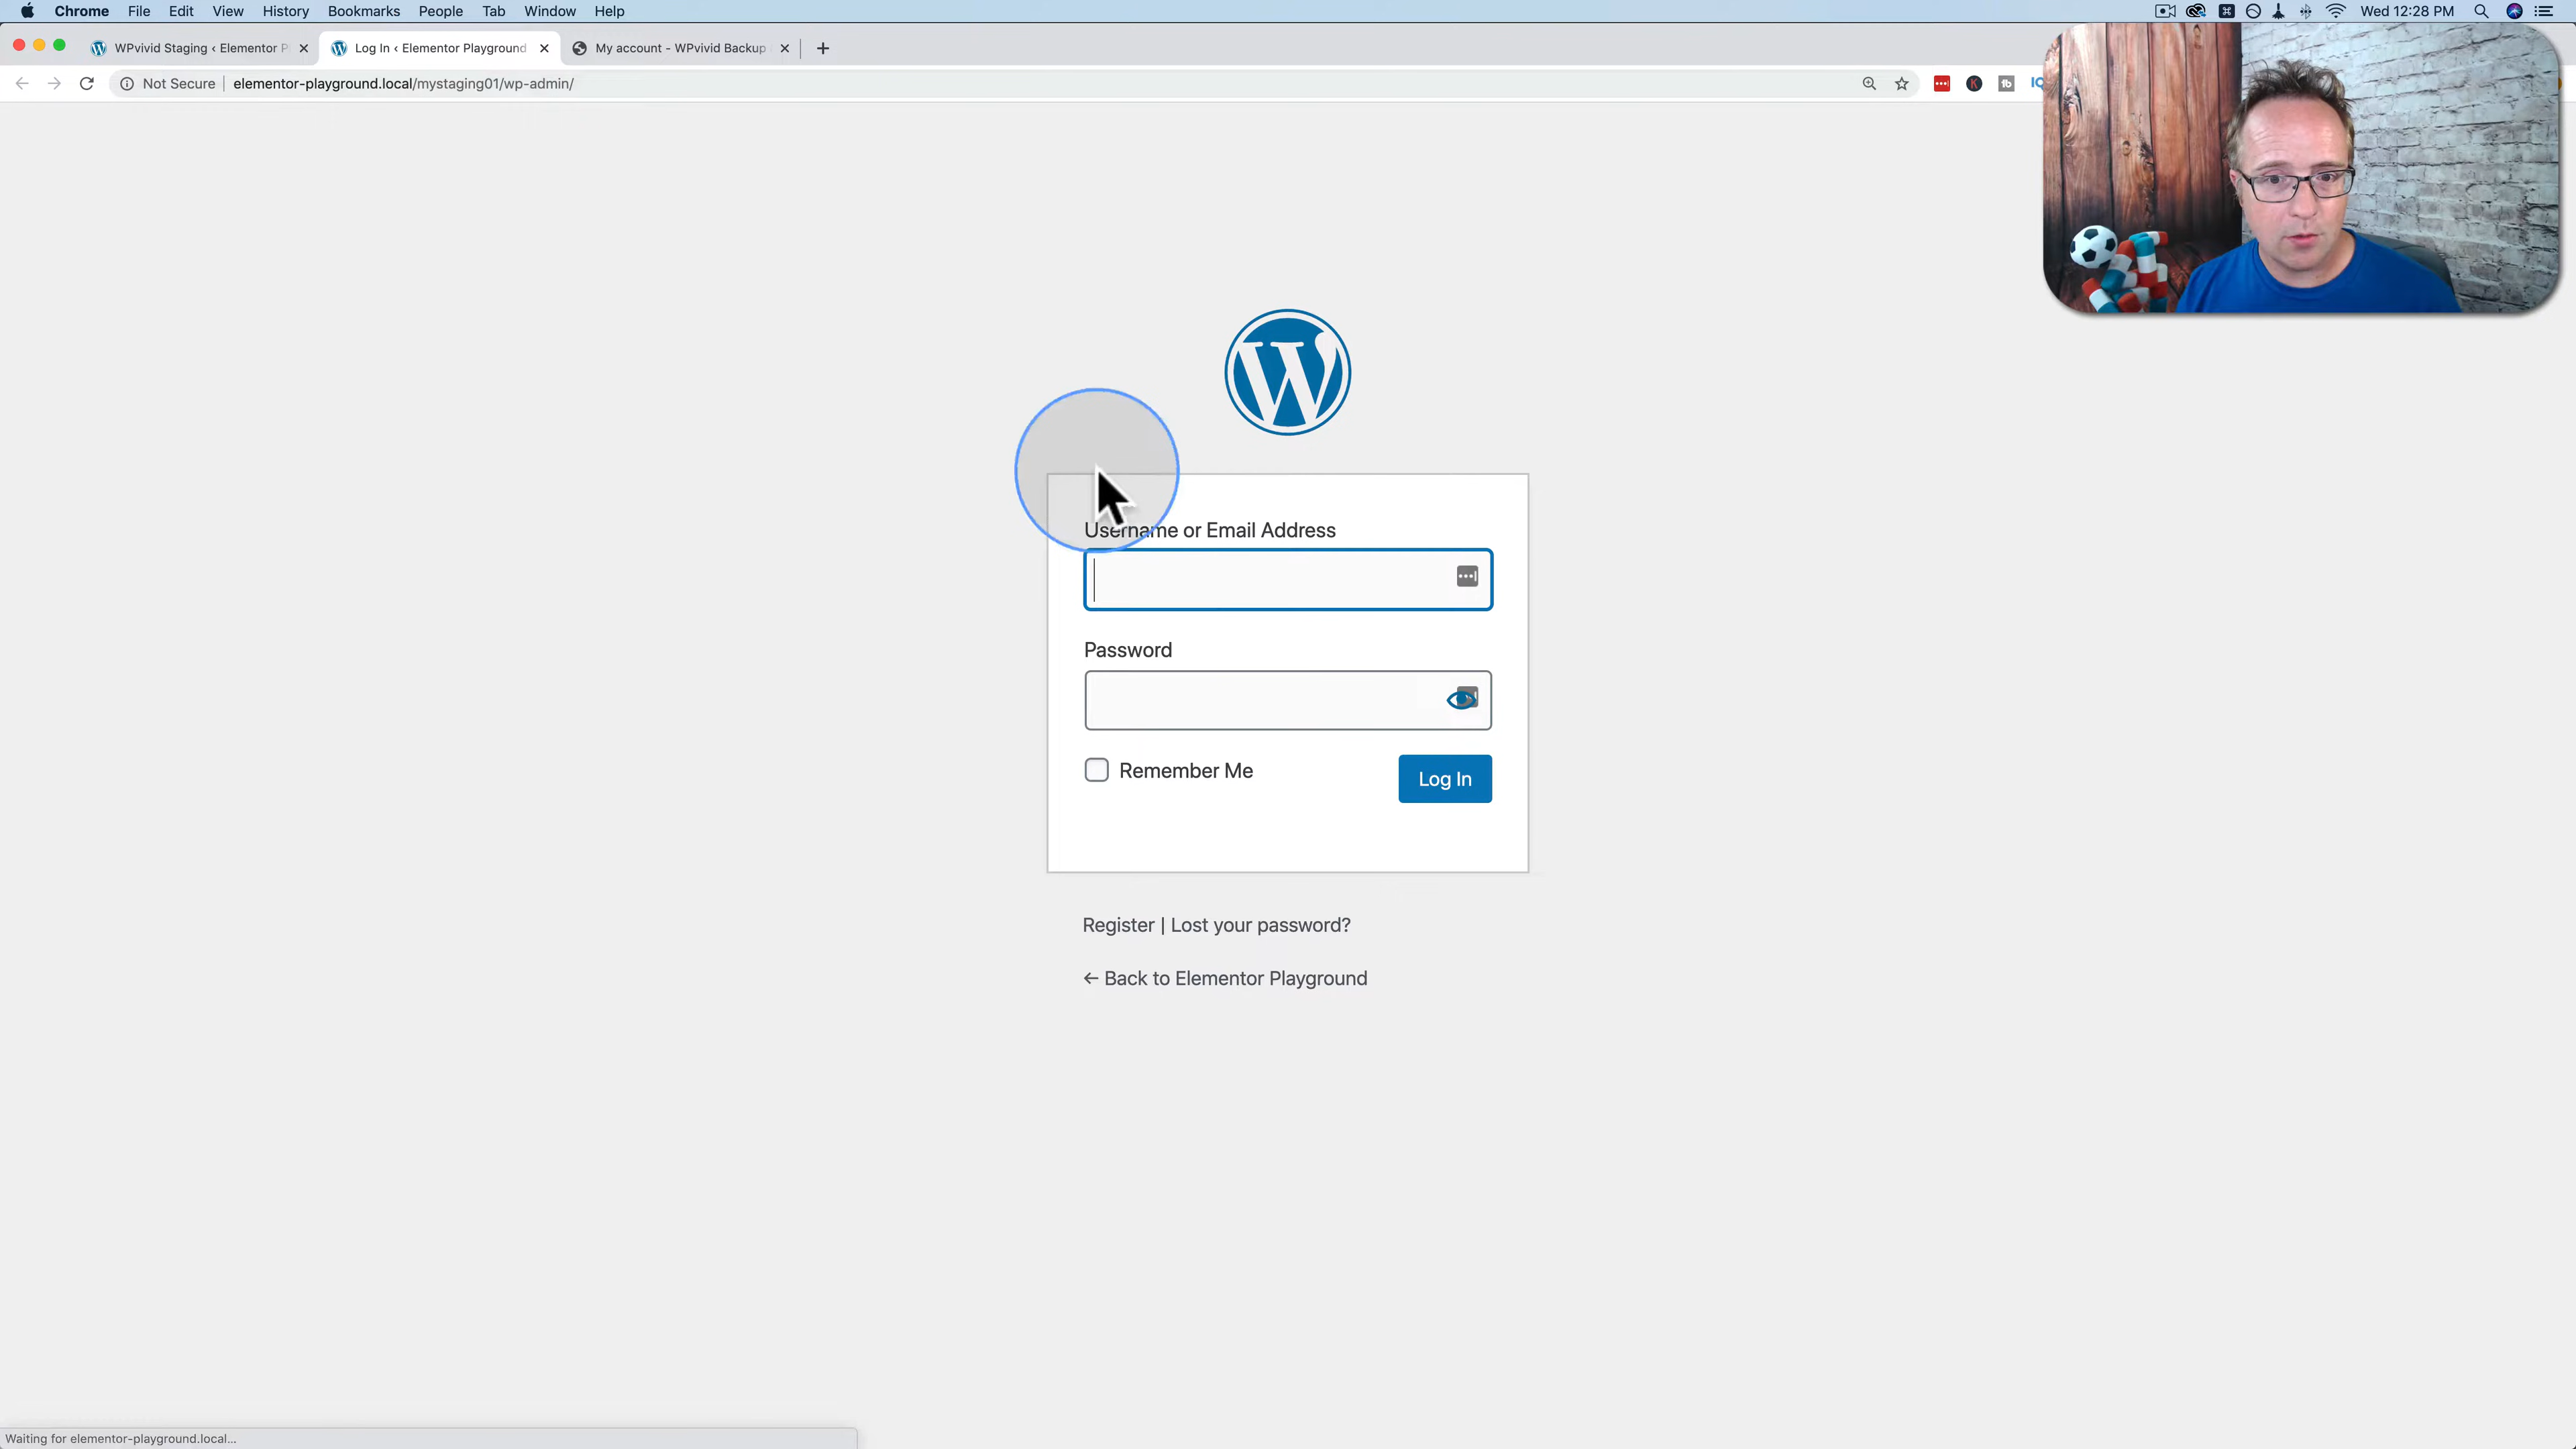 Chrome File Edit View History Bookmarks People Tab Window Help Wed 12:28 PM
WPvivid Staging ‹ Elementor P Log In ‹ Elementor Playground My account - WPvivid Backup
Not Secure elementor-playground.local/mystaging01/wp-admin/
Username or Email Address
Password
Remember Me
Log In
Register | Lost your password?
← Back to Elementor Playground
Waiting for elementor-playground.local...